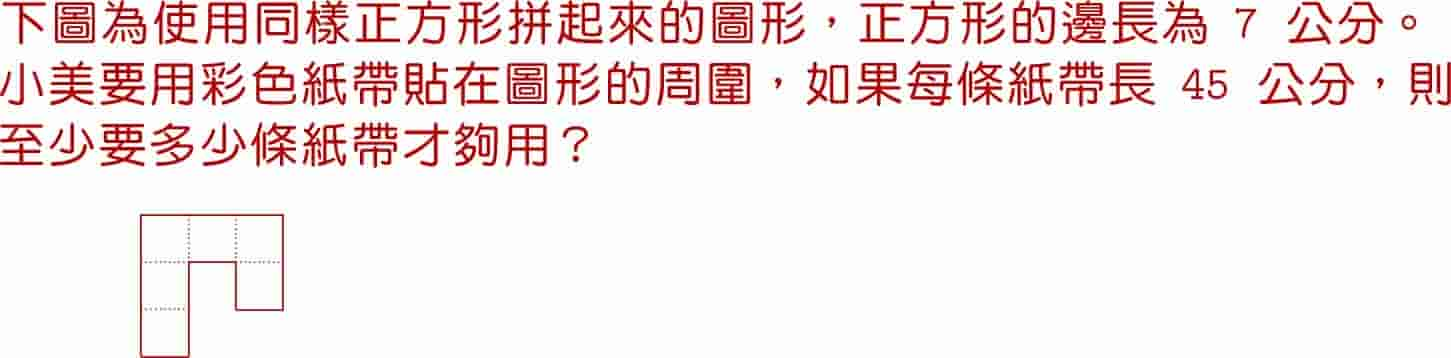 下圖為使用同樣正方形拼起來的圖形，正方形的邊長為 7 公分。
小美要用彩色紙帶貼在圖形的周圍，如果每條紙帶長 45 公分，則
至少要多少條紙帶才夠用？